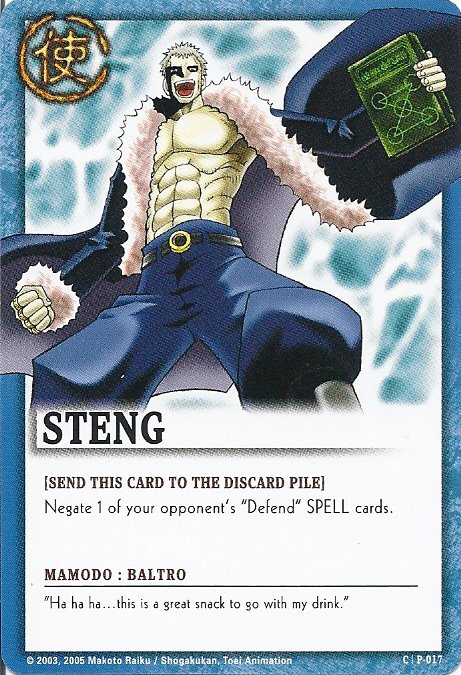 使
STENG
[SEND THIS CARD TO THE DISCARD PILE]
Negate 1 of your opponent's "Defend" SPELL cards.
MAMODO : BALTRO
"Ha ha ha...this is a great snack to go with my drink."
© 2003, 2005 Makoto Raiku / Shogakukan, Toei Animation
C | P-017